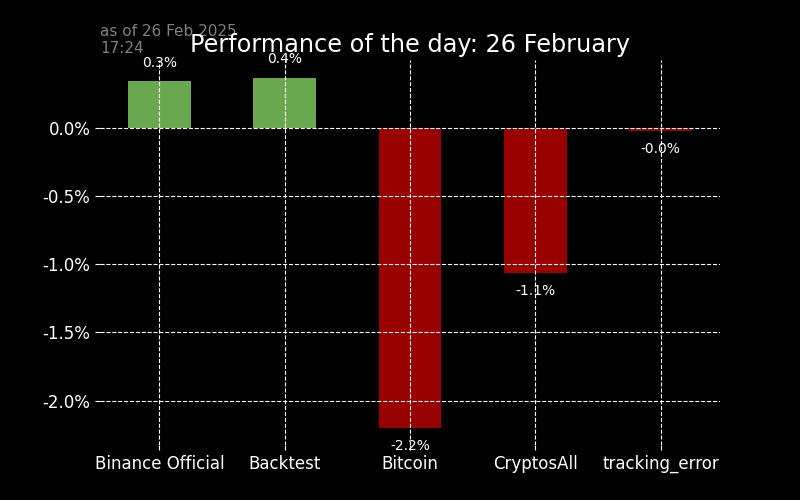 as of 26 Feb 2025
17:24
Performance of the day: 26 February
0.3%
0.4%
0.0%
-0.0%
-0.5%
-1.0%
-1.1%
-1.5%
-2.0%
-2.2%
Binance Official
Backtest
Bitcoin
CryptosAll
tracking_error